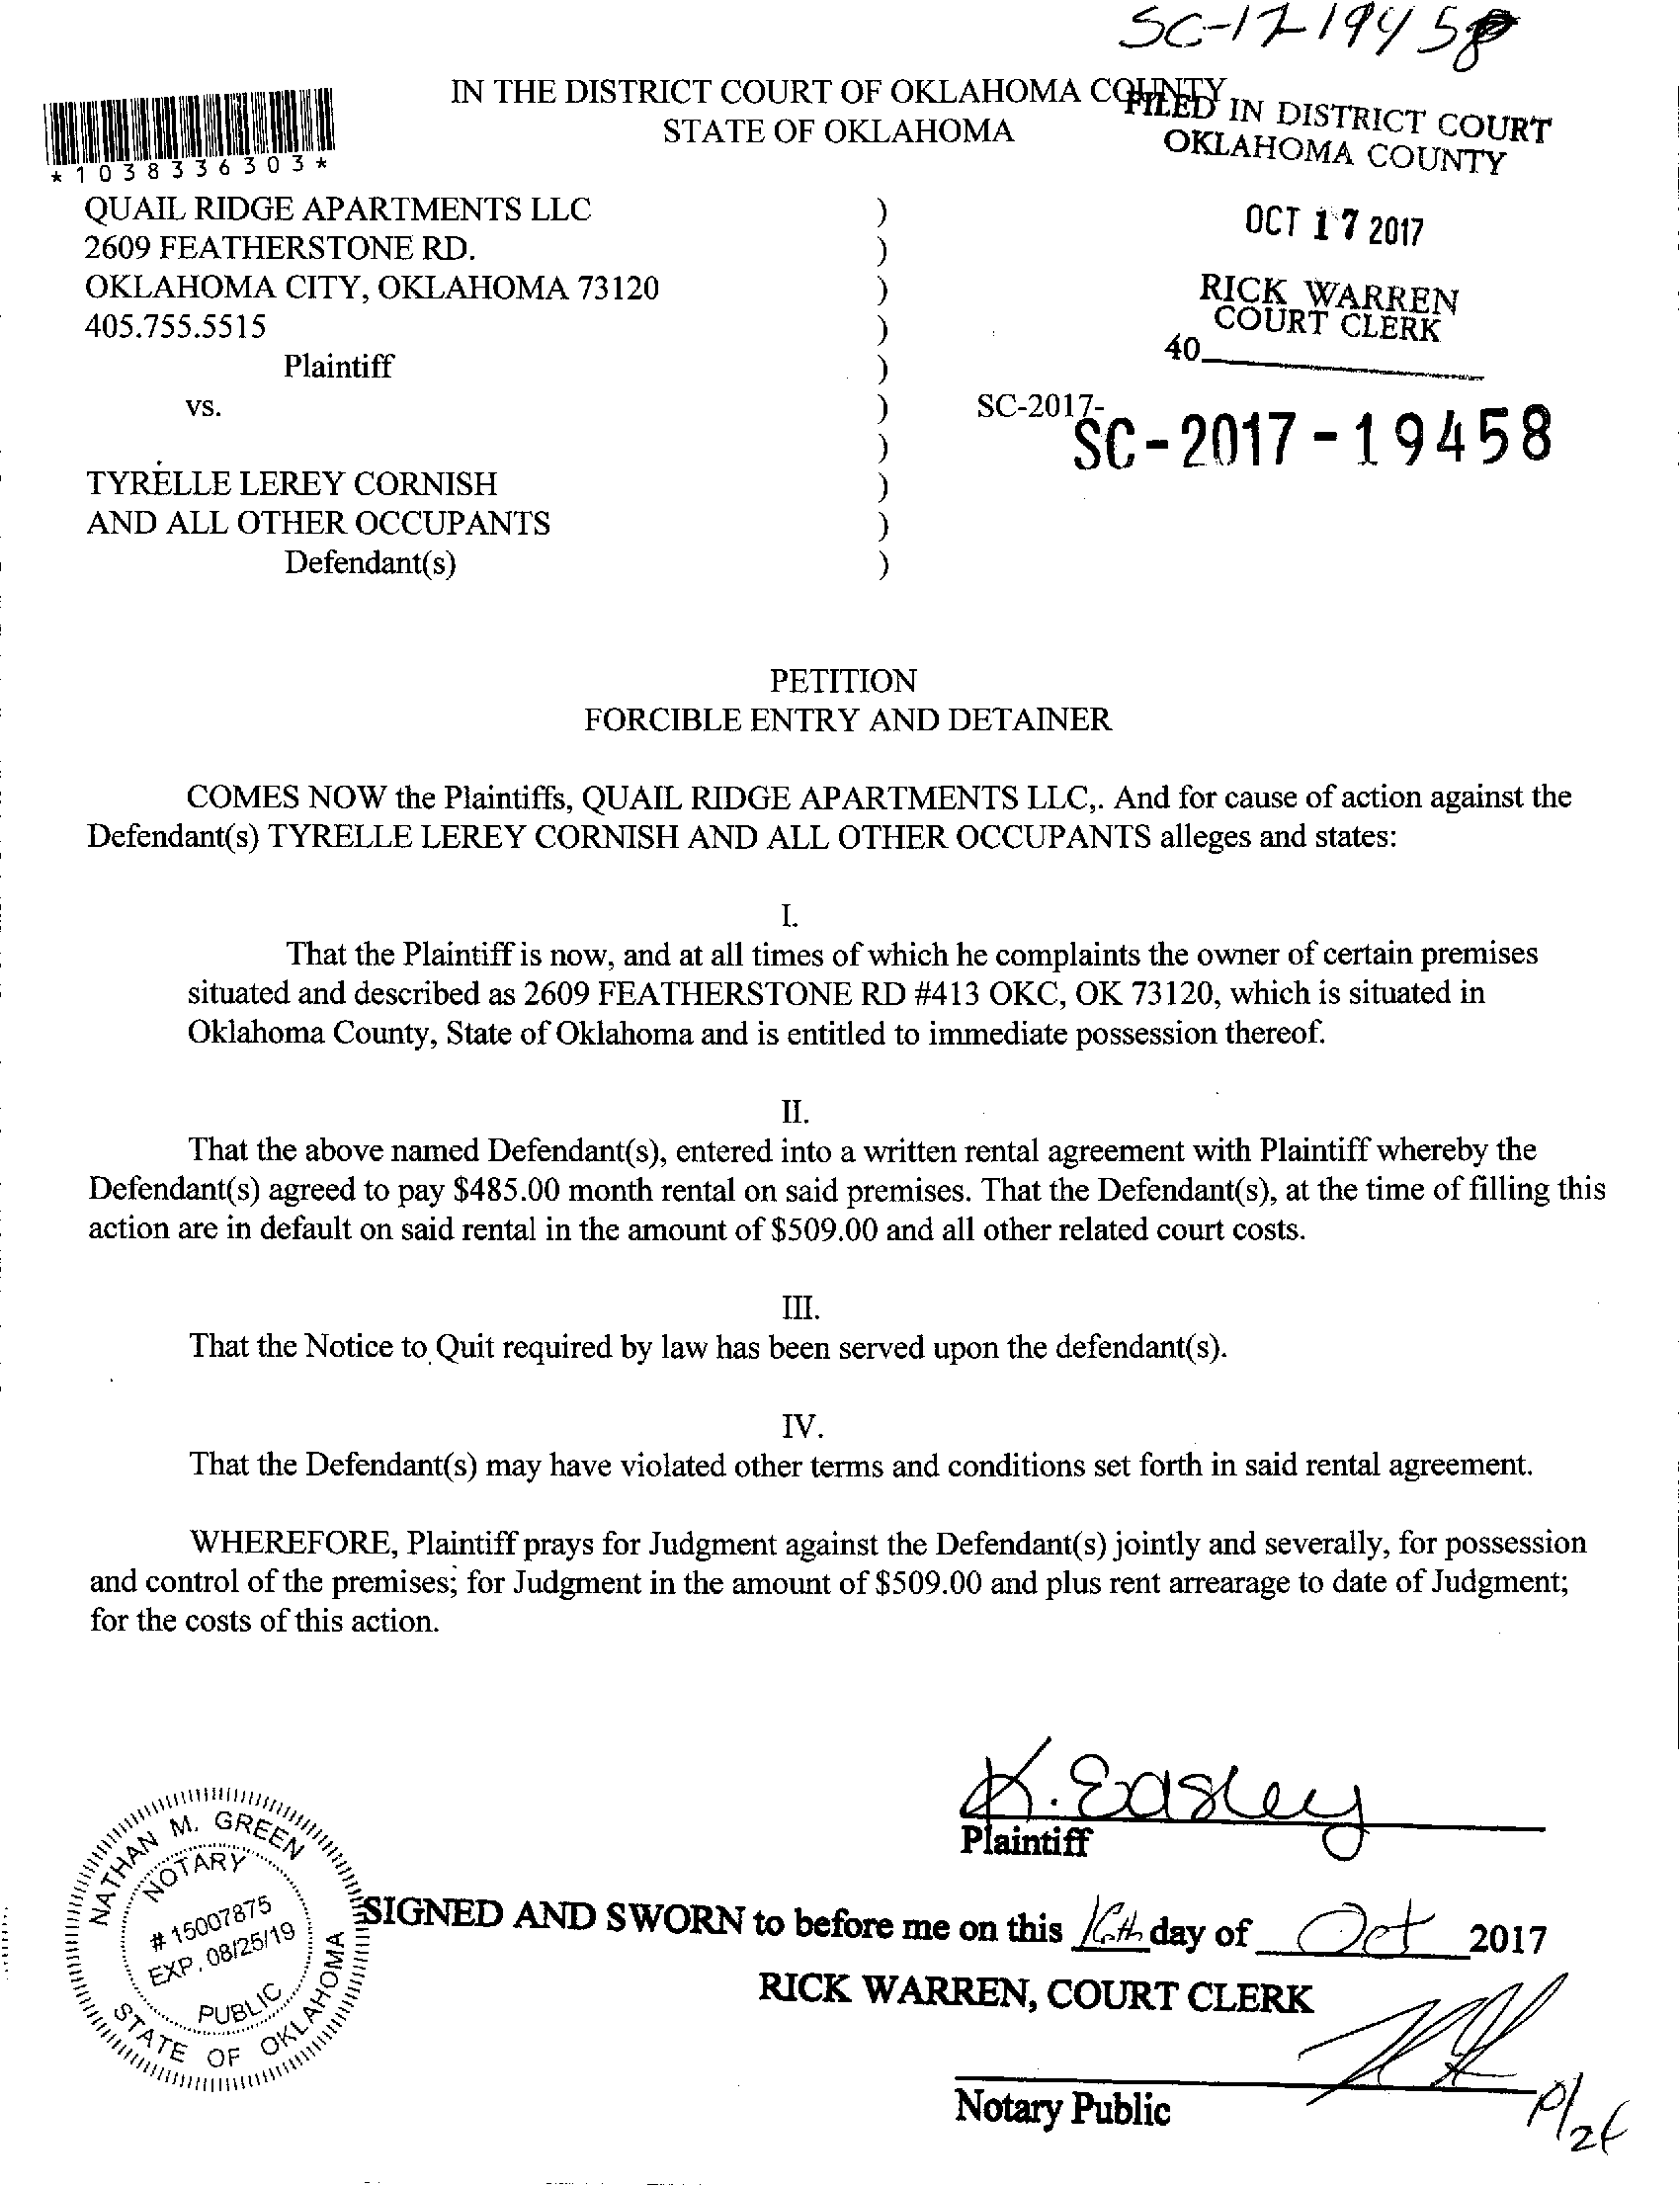 SC-17-19458
IN THE DISTRICT COURT OF OKLAHOMA COUNTY
STATE OF OKLAHOMA
FILED IN DISTRICT COURT
OKLAHOMA COUNTY
*1038336303*
QUAIL RIDGE APARTMENTS LLC )
2609 FEATHERSTONE RD. )
OKLAHOMA CITY, OKLAHOMA 73120 )
405.755.5515 )
Plaintiff )
vs. )
)
TYRELLE LEREY CORNISH )
AND ALL OTHER OCCUPANTS )
Defendant(s) )
OCT 17 2017
RICK WARREN
COURT CLERK
40
SC-2017-
SC-2017-19458
PETITION
FORCIBLE ENTRY AND DETAINER
COMES NOW the Plaintiffs, QUAIL RIDGE APARTMENTS LLC,. And for cause of action against the
Defendant(s) TYRELLE LEREY CORNISH AND ALL OTHER OCCUPANTS alleges and states:
I.
That the Plaintiff is now, and at all times of which he complaints the owner of certain premises
situated and described as 2609 FEATHERSTONE RD #413 OKC, OK 73120, which is situated in
Oklahoma County, State of Oklahoma and is entitled to immediate possession thereof.
II.
That the above named Defendant(s), entered into a written rental agreement with Plaintiff whereby the
Defendant(s) agreed to pay $485.00 month rental on said premises. That the Defendant(s), at the time of filling this
action are in default on said rental in the amount of $509.00 and all other related court costs.
III.
That the Notice to Quit required by law has been served upon the defendant(s).
IV.
That the Defendant(s) may have violated other terms and conditions set forth in said rental agreement.
WHEREFORE, Plaintiff prays for Judgment against the Defendant(s) jointly and severally, for possession
and control of the premises; for Judgment in the amount of $509.00 and plus rent arrearage to date of Judgment;
for the costs of this action.
K. Easley
Plaintiff
NATHAN M. GREEN
NOTARY
# 15007875
EXP. 08/25/19
PUBLIC
STATE OF OKLAHOMA
SIGNED AND SWORN to before me on this 16th day of Oct 2017
RICK WARREN, COURT CLERK
Notary Public